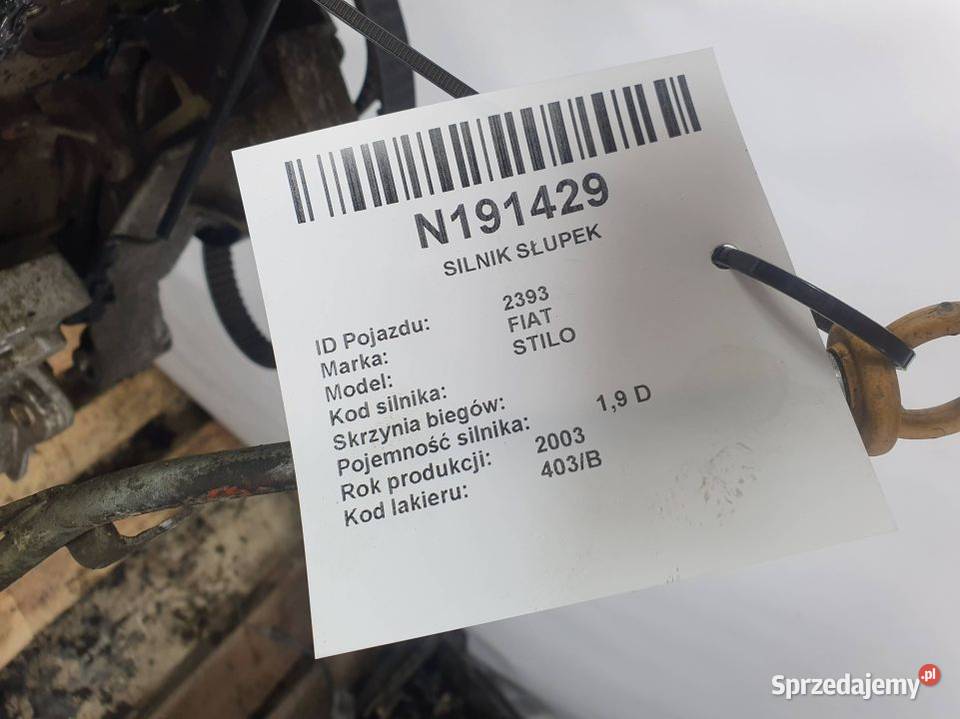 N191429
SILNIK SŁUPEK
ID Pojazdu: 2393
Marka: FIAT
Model: STILO
Kod silnika:
Skrzynia biegów:
Pojemność silnika: 1,9 D
Rok produkcji: 2003
Kod lakieru: 403/B
Sprzedajemy.pl